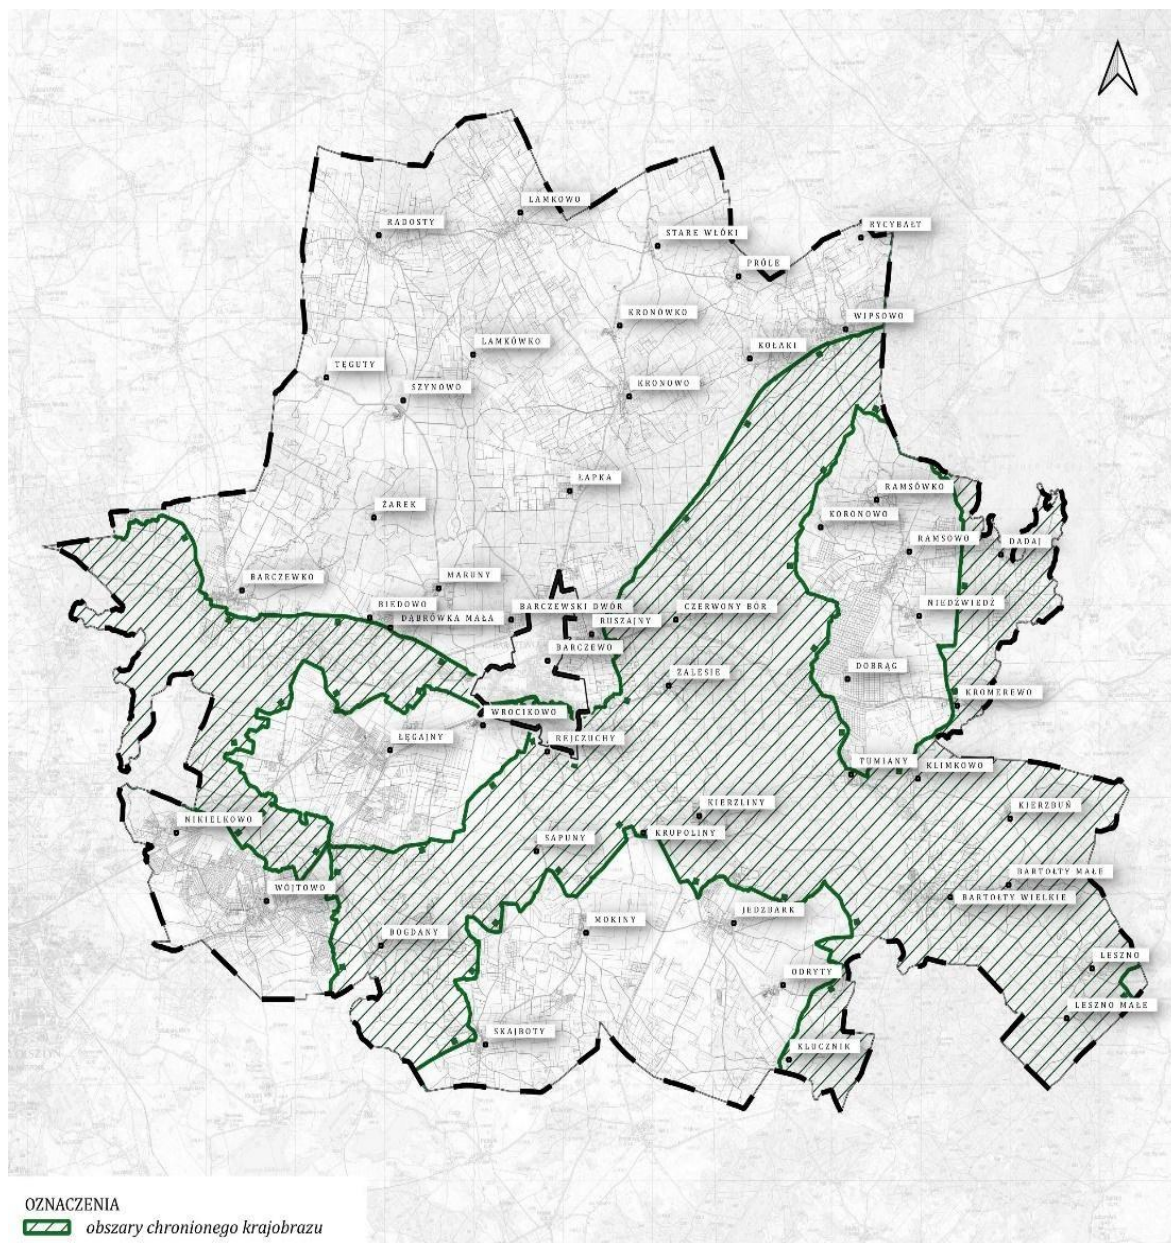 LAMKOWO
RADOSTY
RYCYBAŁT
STARE WŁÓKI
PRÓLE
KRONÓWKO
WIPSOWO
LAMKÓWKO
KOŁAKI
TĘGUTY
SZYNOWO
KRONOWO
ŁAPKA
RAMSÓWKO
ŻAREK
KORONOWO
RAMSOWO
DADAJ
BARCZEWKO
MARUNY
BIEDOWO
BARCZEWSKI DWÓR
CZERWONY BÓR
NIEDŹWIEDŹ
DĄBRÓWKA MAŁA
RUSZAJNY
BARCZEWO
ZALESIE
DOBRĄG
KROMEREWO
WROCIKOWO
ŁĘGAJNY
REJCZUCHY
TUMIANY
KLIMKOWO
NIKIELKOWO
KIERZLINY
KIERZBUŃ
SAPUNY
KRUPOLINY
BARTOŁTY MAŁE
WÓJTOWO
BARTOŁTY WIELKIE
MOKINY
JEDZBARK
BOGDANY
LESZNO
ODRYTY
LESZNO MAŁE
SKAJBOTY
KLUCZNIK
OZNACZENIA
obszary chronionego krajobrazu